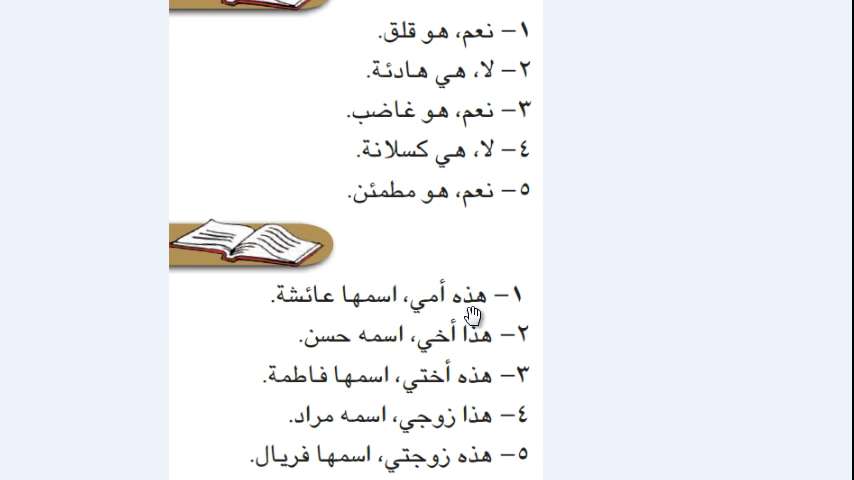 ١- نعم، هو قلق.
٢- لا، هي هادئة.
٣- نعم، هو غاضب.
٤- لا، هي كسلانة.
٥- نعم، هو مطمئن.
١- هذه أمي، اسمها عائشة.
٢- هذا أخي، اسمه حسن.
٣- هذه أختي، اسمها فاطمة.
٤- هذا زوجي، اسمه مراد.
٥- هذه زوجتي، اسمها فريال.